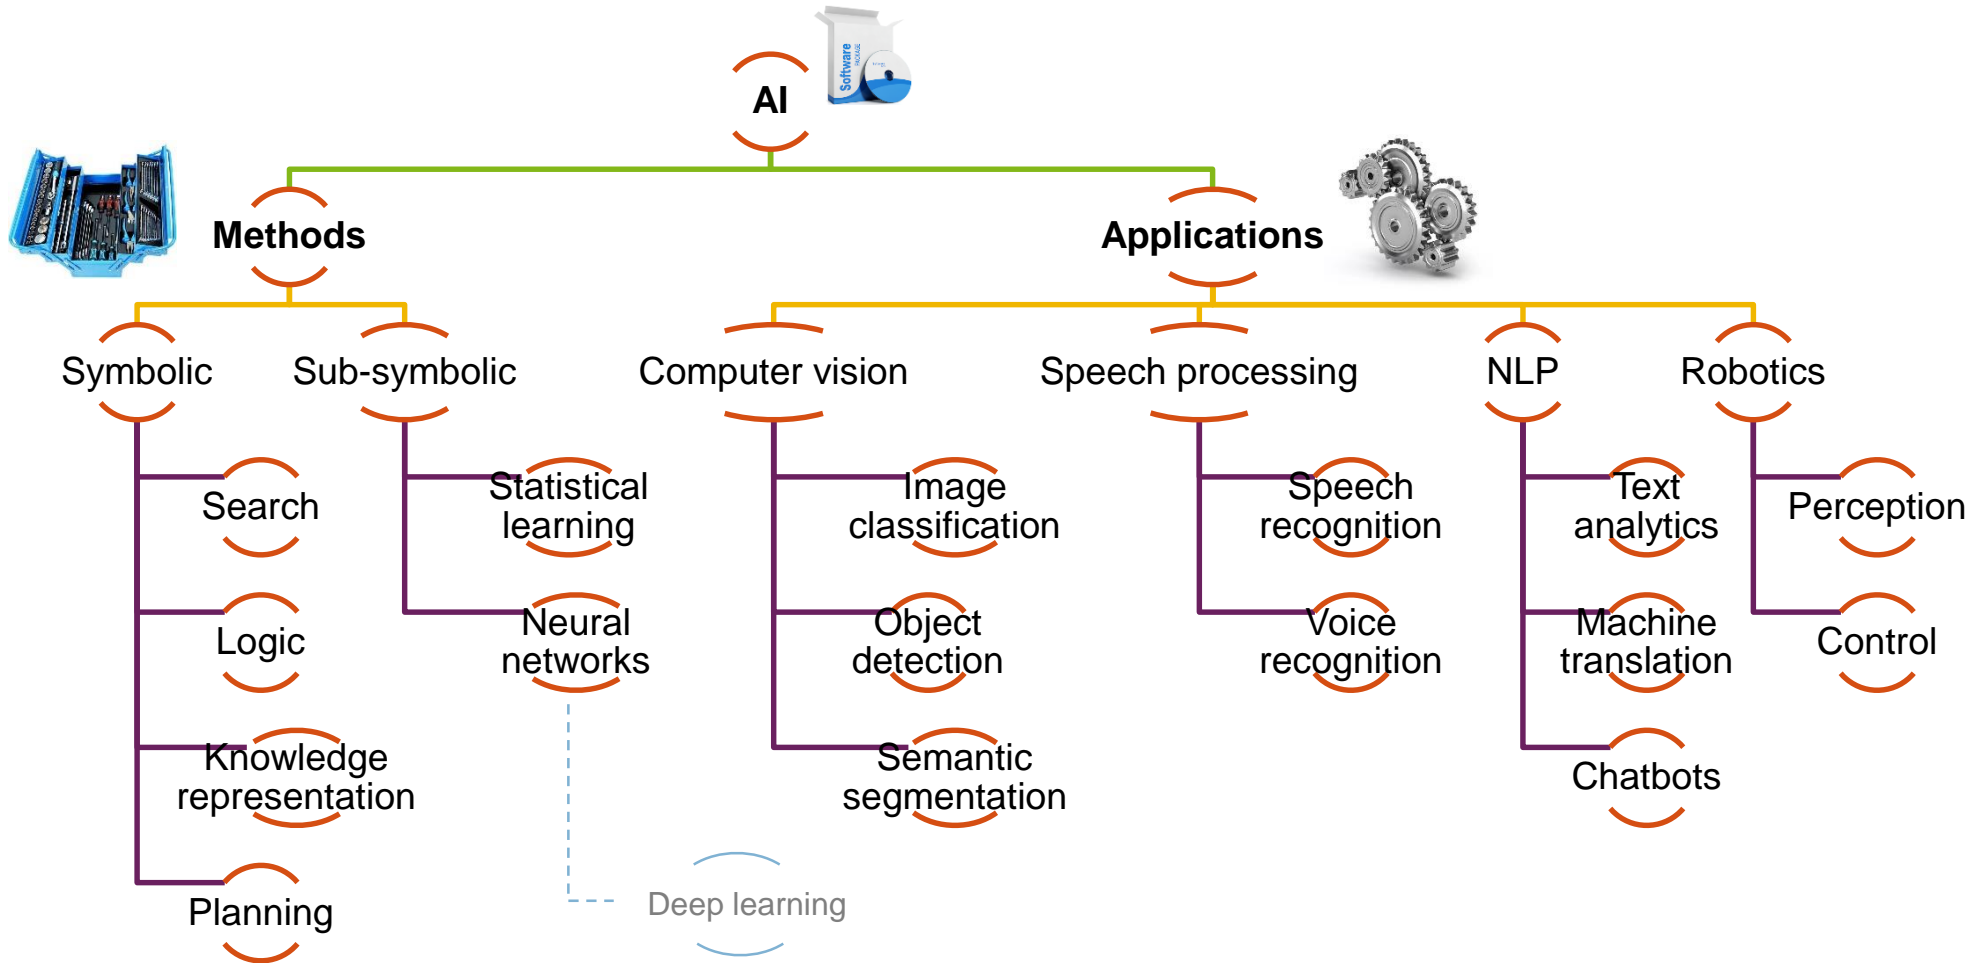 AI
Software
PACKAGE
Methods
Applications
Symbolic
Sub-symbolic
Computer vision
Speech processing
NLP
Robotics
Search
Statistical
learning
Image
classification
Speech
recognition
Text
analytics
Perception
Logic
Neural
networks
Object
detection
Voice
recognition
Machine
translation
Control
Knowledge
representation
Semantic
segmentation
Chatbots
Planning
Deep learning